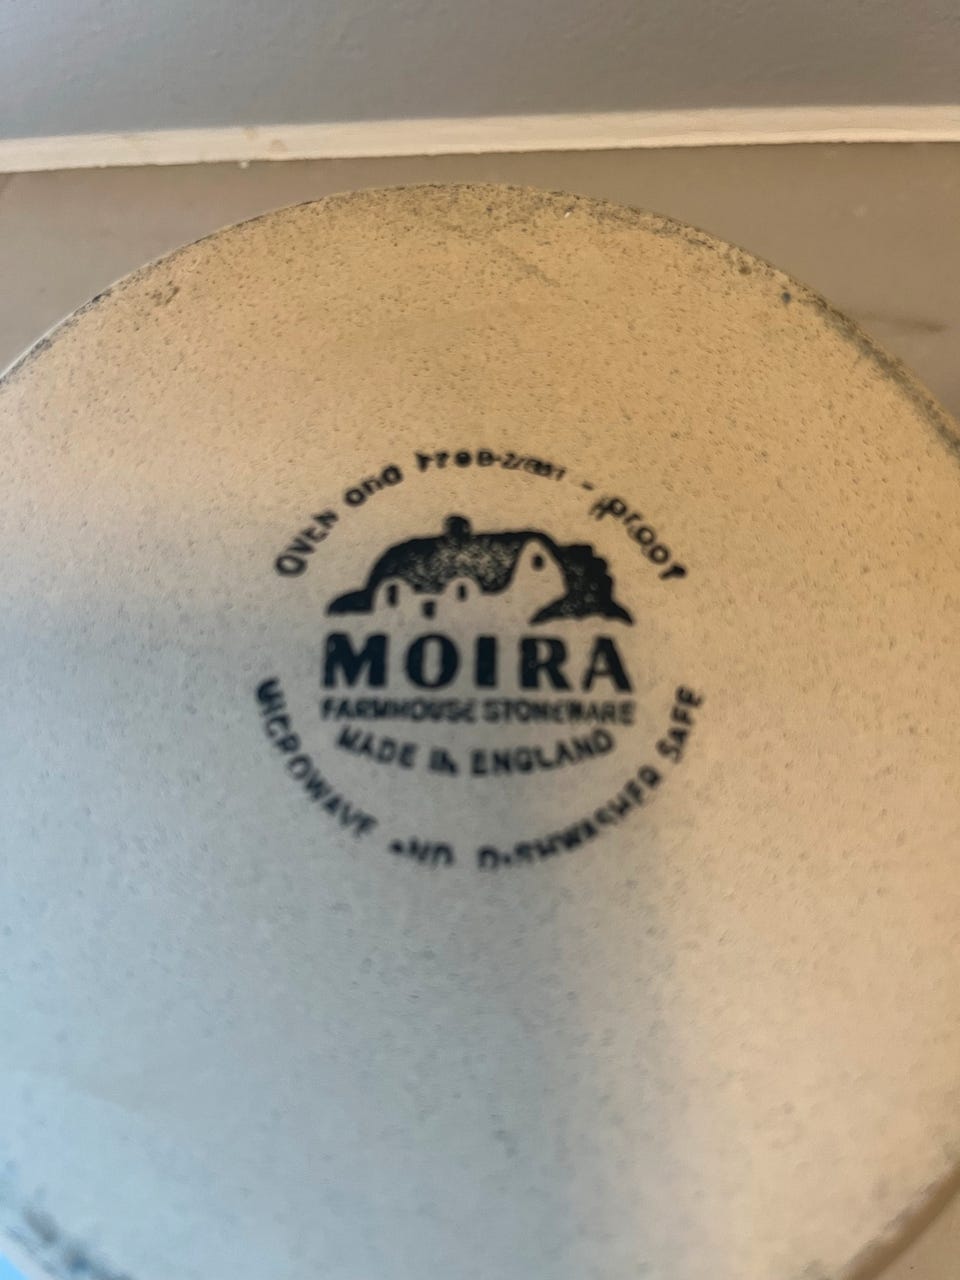 OVEN and Freezer - proof
MOIRA
FARMHOUSE STONEWARE
MADE IN ENGLAND
MICROWAVE AND DISHWASHER SAFE